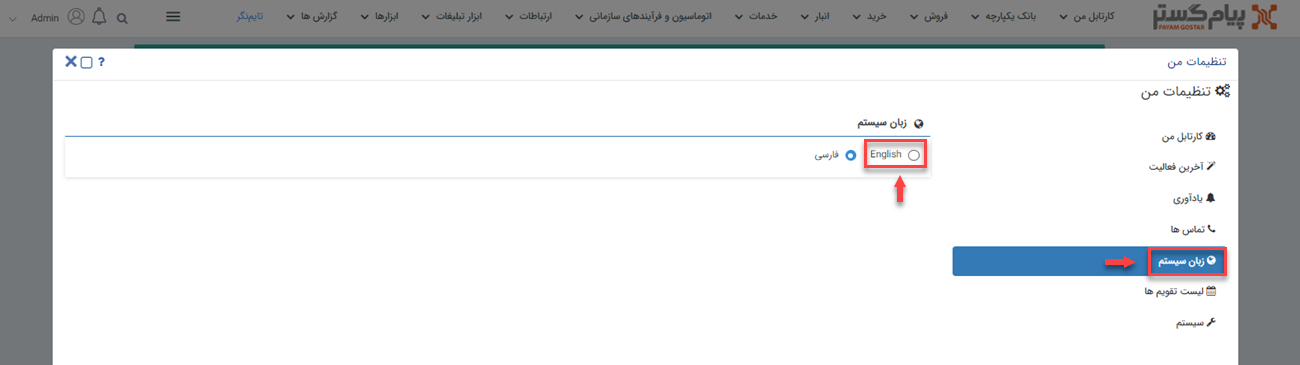 پیام گستر
PAYAM GOSTAR
کارتابل من
بانک یکپارچه
فروش
خرید
انبار
خدمات
اتوماسیون و فرآیندهای سازمانی
ارتباطات
ابزار تبلیغات
ابزارها
گزارش ها
تایم‌نگر
Admin
تنظیمات من
?
تنظیمات من
زبان سیستم
English
فارسی
کارتابل من
آخرین فعالیت
یادآوری
تماس ها
زبان سیستم
لیست تقویم ها
سیستم